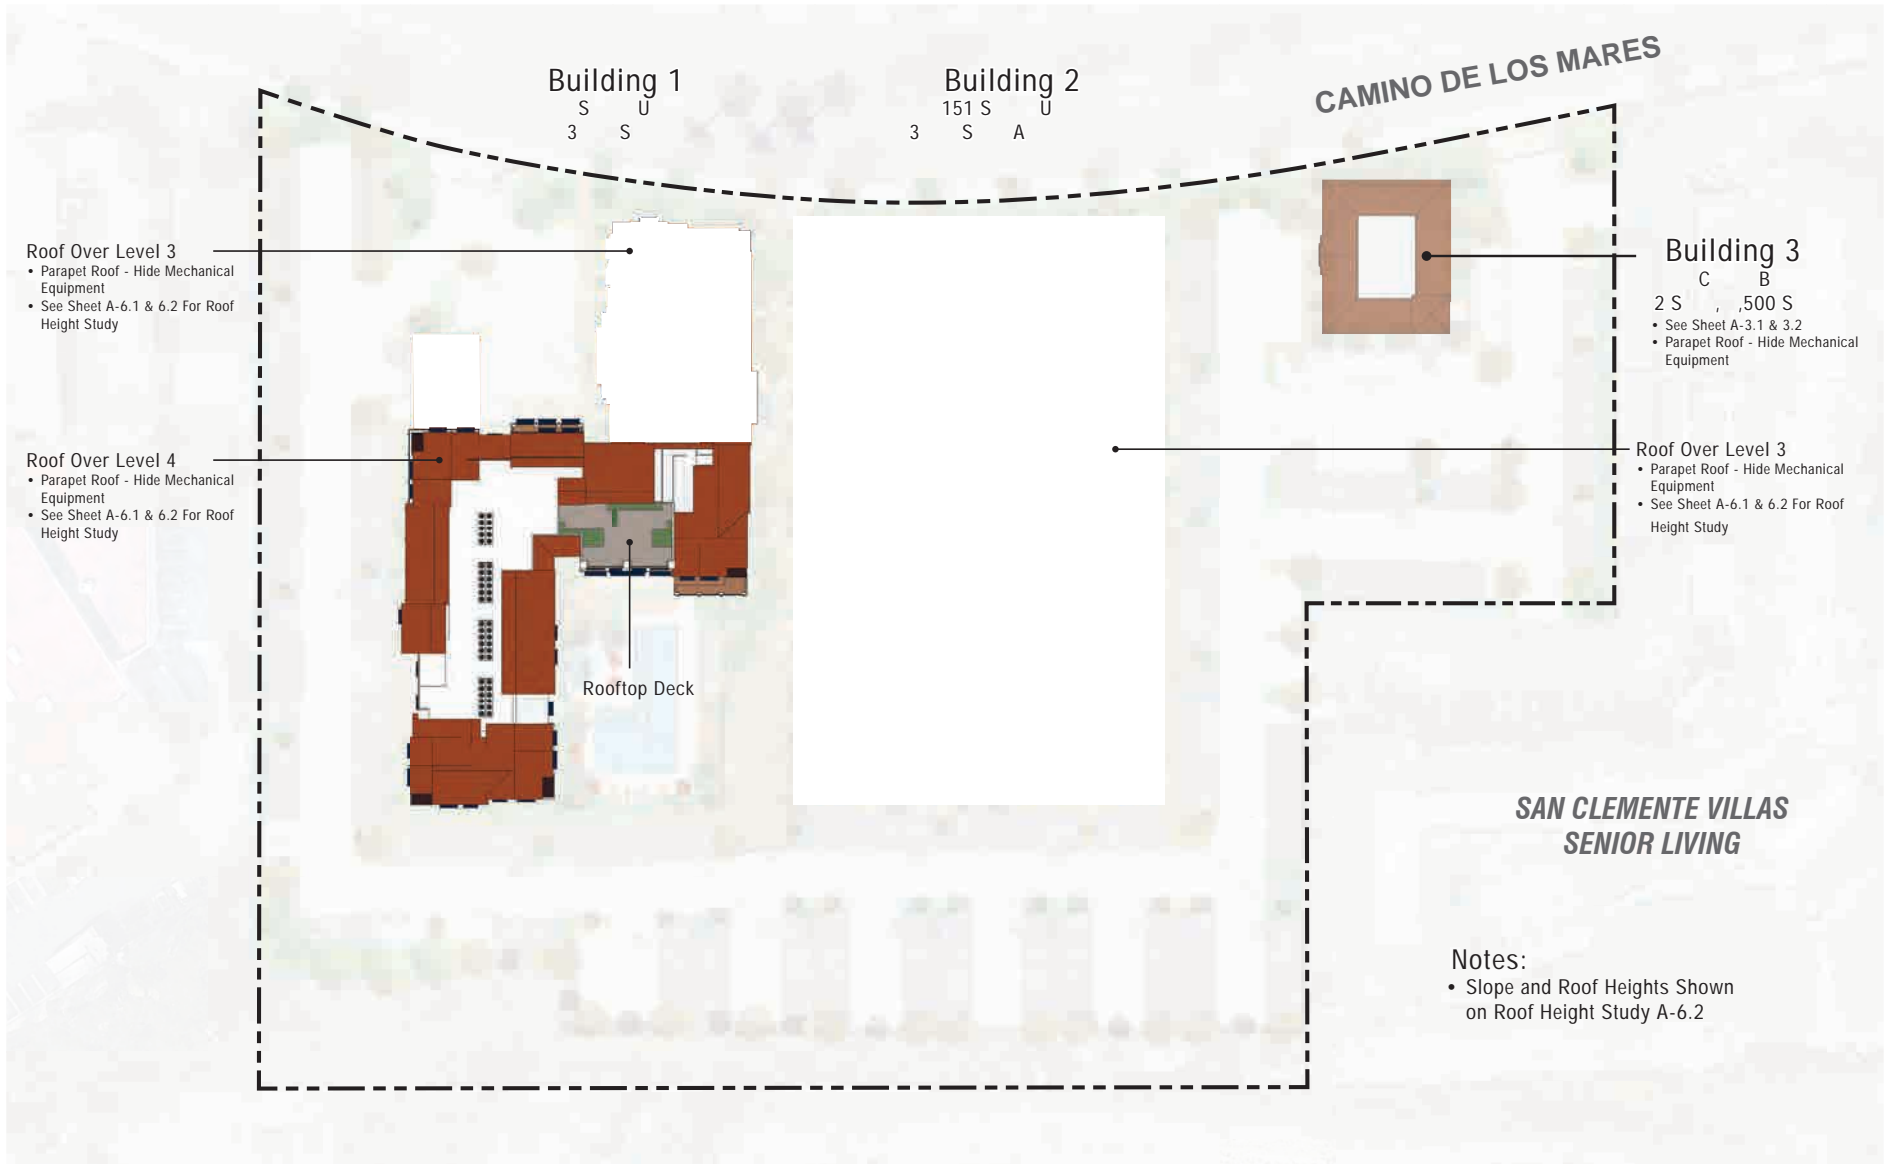 Building 1
S U
3 S
Building 2
151 S U
3 S A
CAMINO DE LOS MARES
Roof Over Level 3
• Parapet Roof - Hide Mechanical
Equipment
• See Sheet A-6.1 & 6.2 For Roof
Height Study
Roof Over Level 4
• Parapet Roof - Hide Mechanical
Equipment
• See Sheet A-6.1 & 6.2 For Roof
Height Study
Rooftop Deck
Building 3
C B
2 S , ,500 S
• See Sheet A-3.1 & 3.2
• Parapet Roof - Hide Mechanical
Equipment
Roof Over Level 3
• Parapet Roof - Hide Mechanical
Equipment
• See Sheet A-6.1 & 6.2 For Roof
Height Study
SAN CLEMENTE VILLAS
SENIOR LIVING
Notes:
• Slope and Roof Heights Shown
on Roof Height Study A-6.2